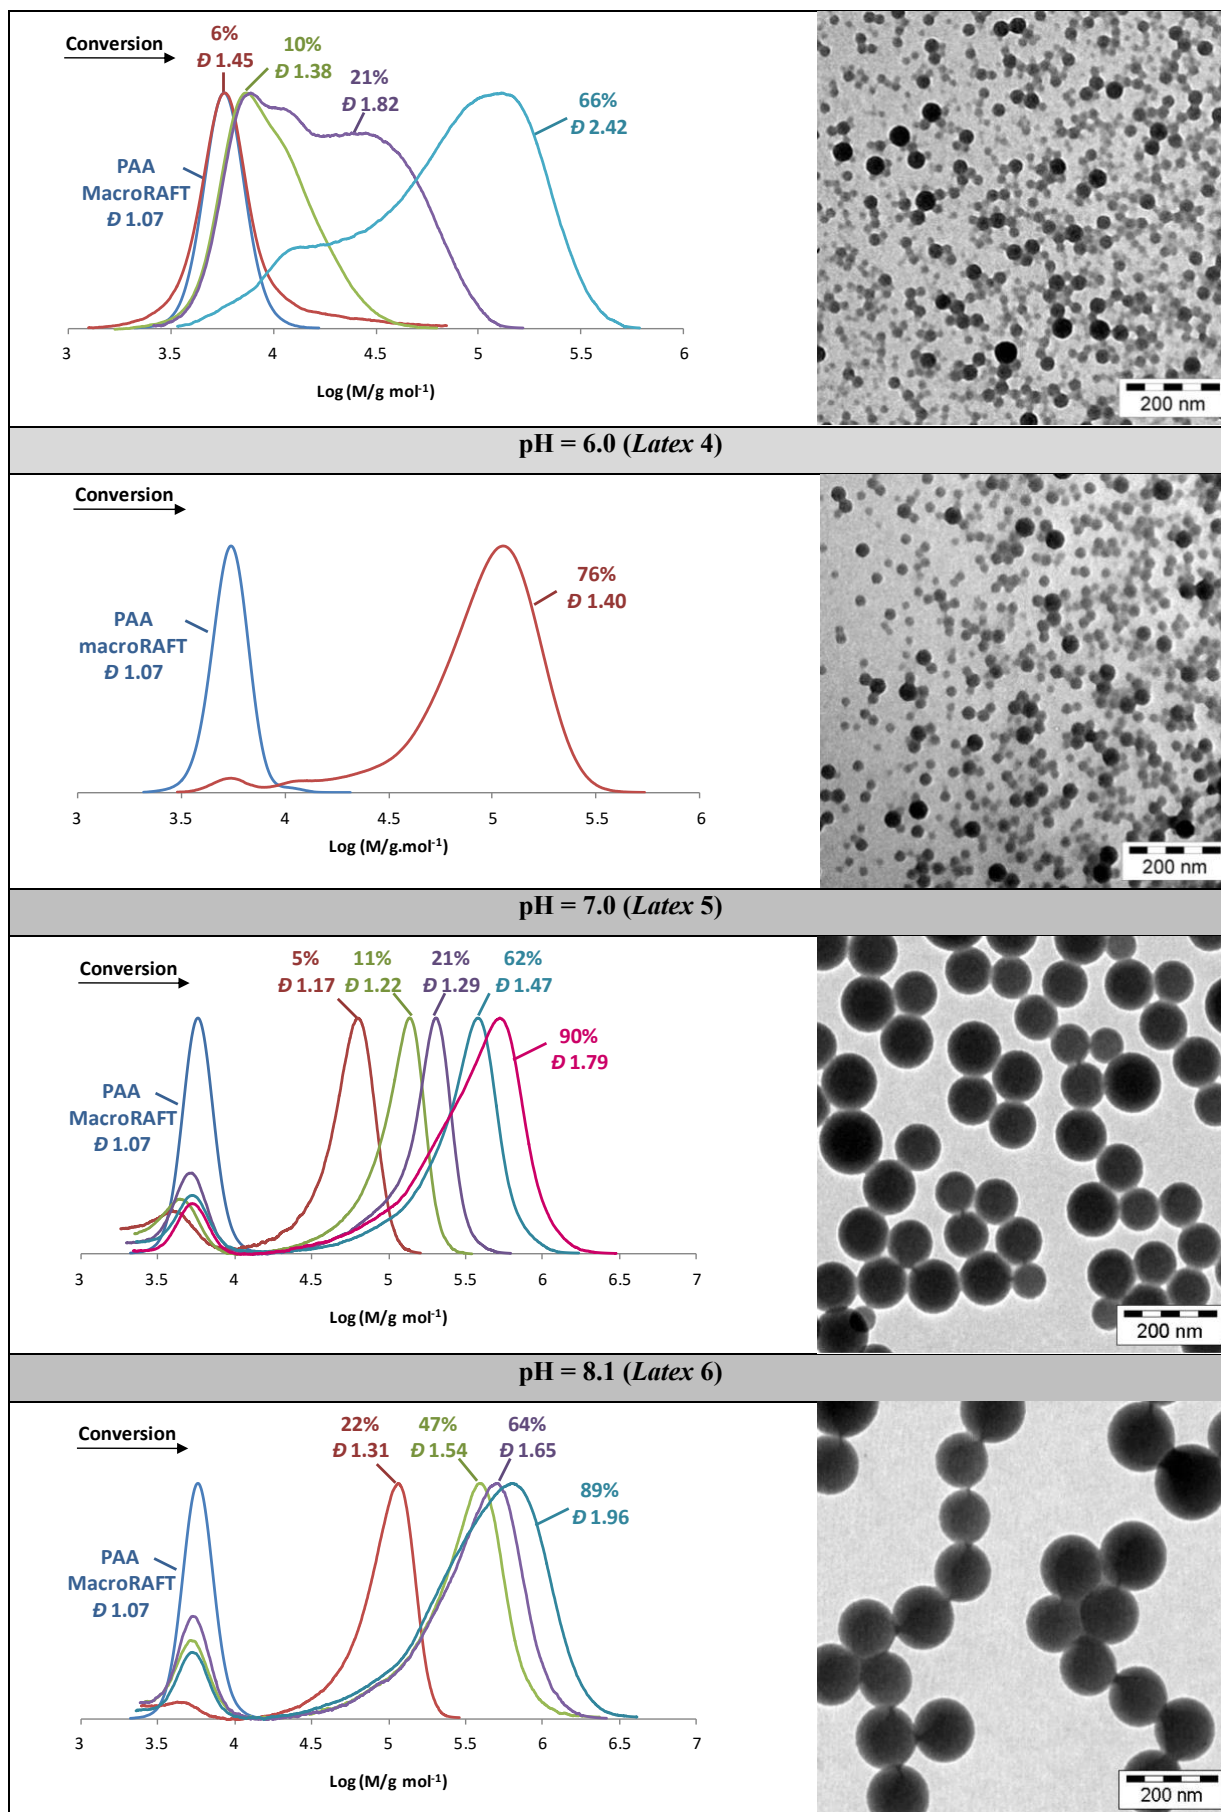 Conversion
6%
Đ 1.45
10%
Đ 1.38
21%
Đ 1.82
66%
Đ 2.42
PAA
MacroRAFT
Đ 1.07
3 3.5 4 4.5 5 5.5 6
Log (M/g mol-1)
200 nm
pH = 6.0 (Latex 4)
Conversion
76%
Đ 1.40
PAA
macroRAFT
Đ 1.07
3 3.5 4 4.5 5 5.5 6
Log (M/g.mol-1)
200 nm
pH = 7.0 (Latex 5)
Conversion
5%
Đ 1.17
11%
Đ 1.22
21%
Đ 1.29
62%
Đ 1.47
90%
Đ 1.79
PAA
MacroRAFT
Đ 1.07
3 3.5 4 4.5 5 5.5 6 6.5 7
Log (M/g mol-1)
200 nm
pH = 8.1 (Latex 6)
Conversion
22%
Đ 1.31
47%
Đ 1.54
64%
Đ 1.65
89%
Đ 1.96
PAA
MacroRAFT
Đ 1.07
3 3.5 4 4.5 5 5.5 6 6.5 7
Log (M/g mol-1)
200 nm